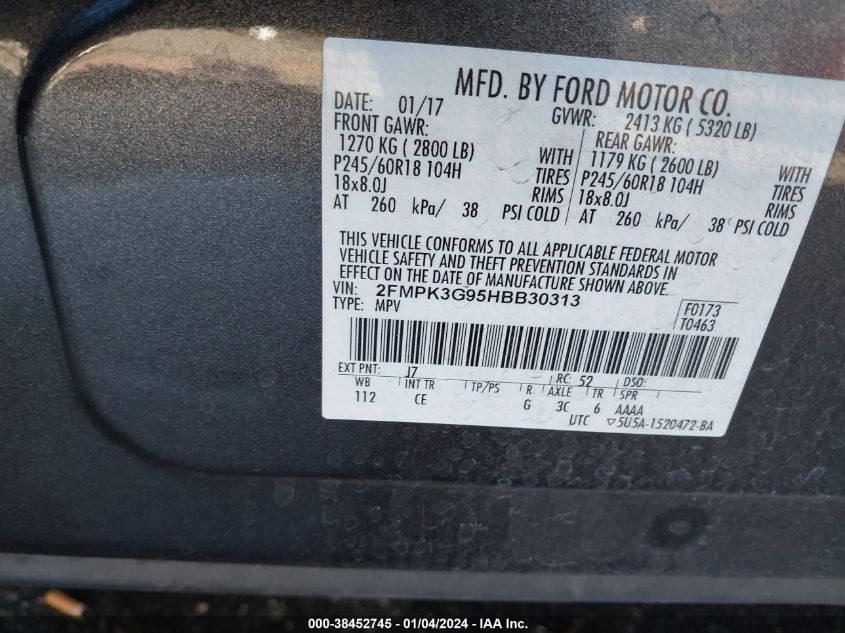 MFD. BY FORD MOTOR CO.
DATE: 01/17 GVWR: 2413 KG ( 5320 LB)
FRONT GAWR: REAR GAWR:
1270 KG ( 2800 LB) WITH 1179 KG ( 2600 LB) WITH
P245/60R18 104H TIRES P245/60R18 104H TIRES
18x8.0J RIMS 18x8.0J RIMS
AT 260 kPa/ 38 PSI COLD AT 260 kPa/ 38 PSI COLD
THIS VEHICLE CONFORMS TO ALL APPLICABLE FEDERAL MOTOR
VEHICLE SAFETY AND THEFT PREVENTION STANDARDS IN
EFFECT ON THE DATE OF MANUFACTURE SHOWN ABOVE.
VIN: 2FMPK3G95HBB30313
TYPE: MPV F0173
T0463
EXT PNT: J7 RC: 52 DSO:
WB INT TR TP/PS R AXLE TR SPR
112 CE G 3C 6 AAAA
UTC ▽5U5A-1520472-BA
000-38452745 - 01/04/2024 - IAA Inc.